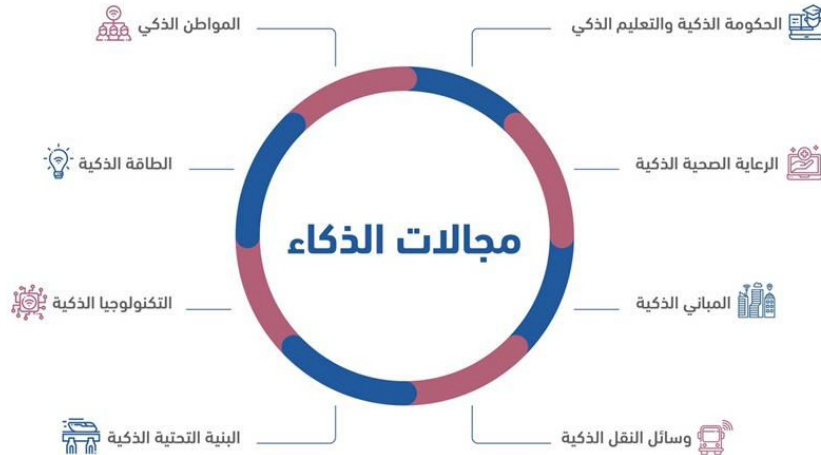 الحكومة الذكية والتعليم الذكي
المواطن الذكي
الرعاية الصحية الذكية
الطاقة الذكية
مجالات الذكاء
المباني الذكية
التكنولوجيا الذكية
وسائل النقل الذكية
البنية التحتية الذكية